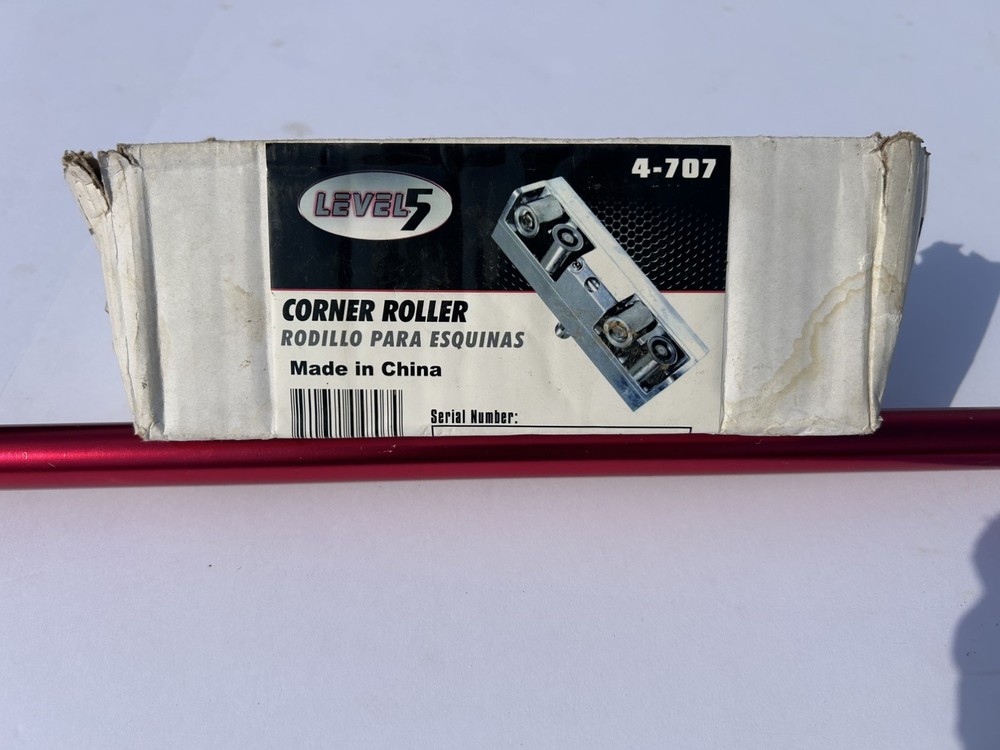 4-707
LEVEL5
CORNER ROLLER
RODILLO PARA ESQUINAS
Made in China
Serial Number: